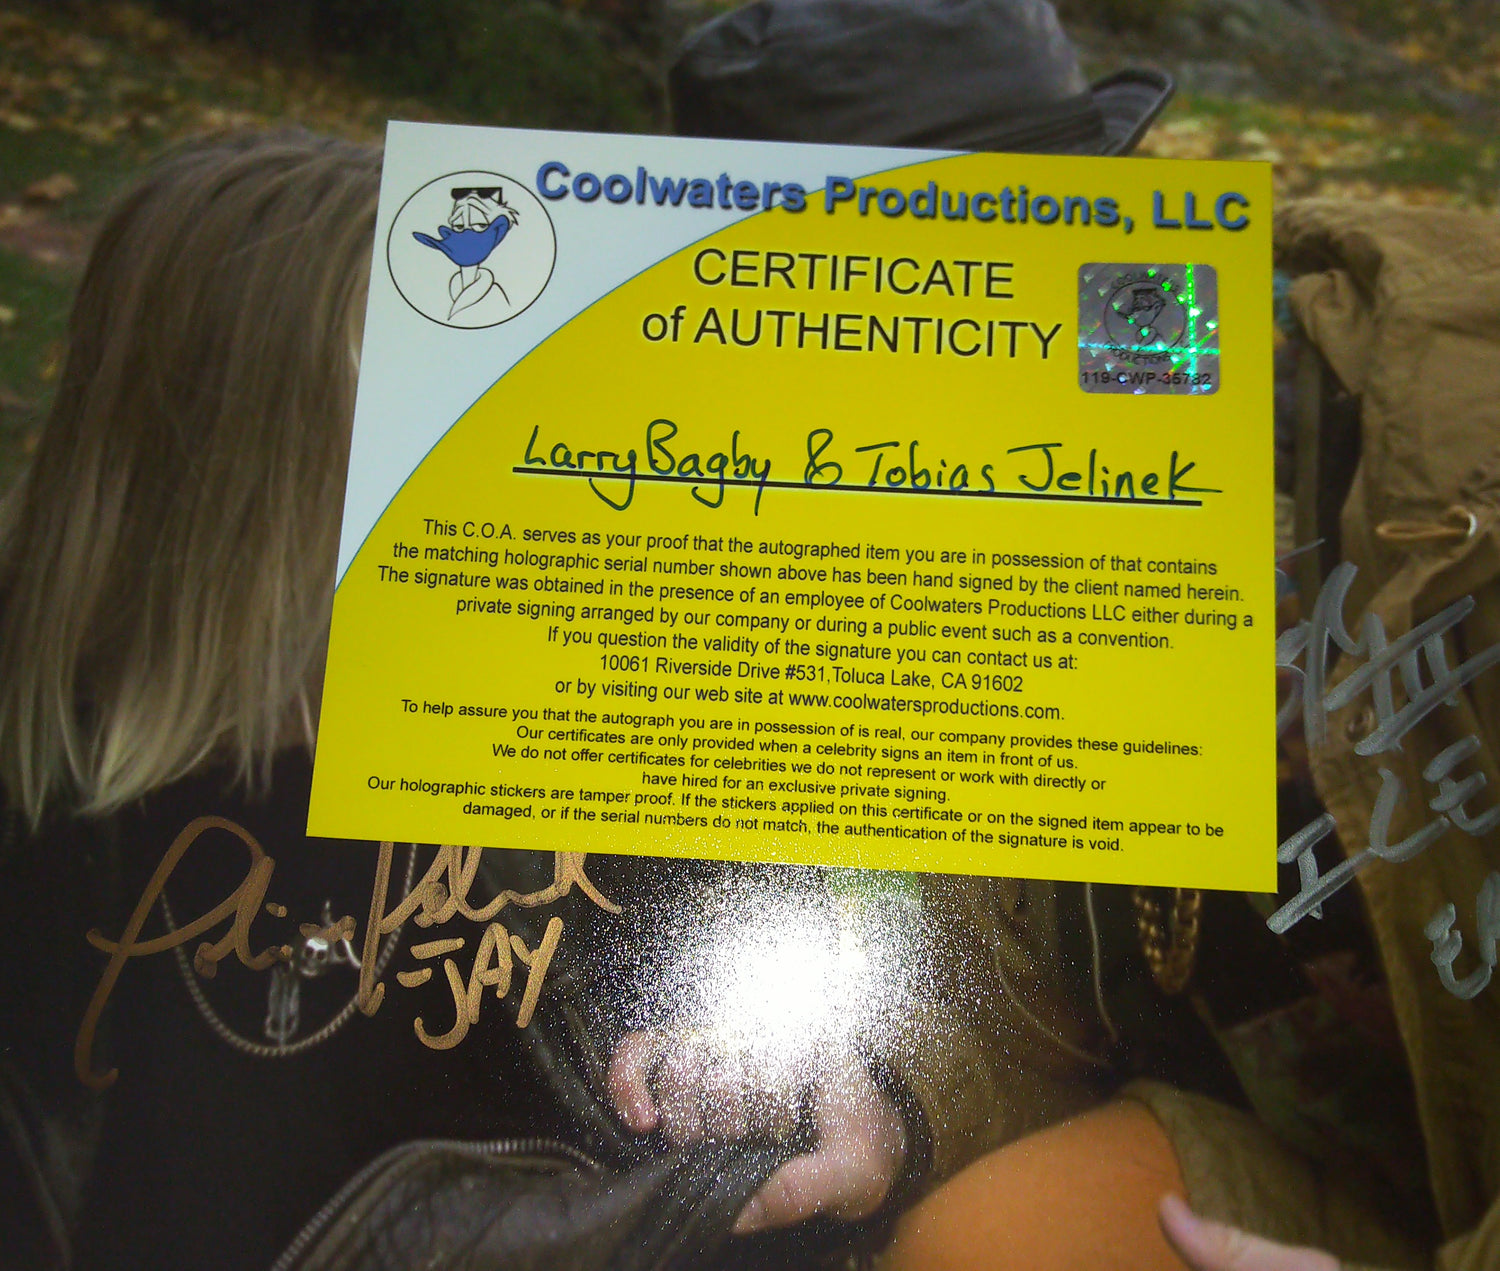 Coolwaters Productions, LLC
CERTIFICATE
of AUTHENTICITY
119-CWP-35782
Larry Bagby & Tobias Jelinek
This C.O.A. serves as your proof that the autographed item you are in possession of that contains
the matching holographic serial number shown above has been hand signed by the client named herein.
The signature was obtained in the presence of an employee of Coolwaters Productions LLC either during a
private signing arranged by our company or during a public event such as a convention.
If you question the validity of the signature you can contact us at:
10061 Riverside Drive #531,Toluca Lake, CA 91602
or by visiting our web site at www.coolwatersproductions.com.
To help assure you that the autograph you are in possession of is real, our company provides these guidelines:
Our certificates are only provided when a celebrity signs an item in front of us.
We do not offer certificates for celebrities we do not represent or work with directly or
have hired for an exclusive private signing.
Our holographic stickers are tamper proof. If the stickers applied on this certificate or on the signed item appear to be
damaged, or if the serial numbers do not match, the authentication of the signature is void.
Tobias Jelinek
-JAY
III
ICE